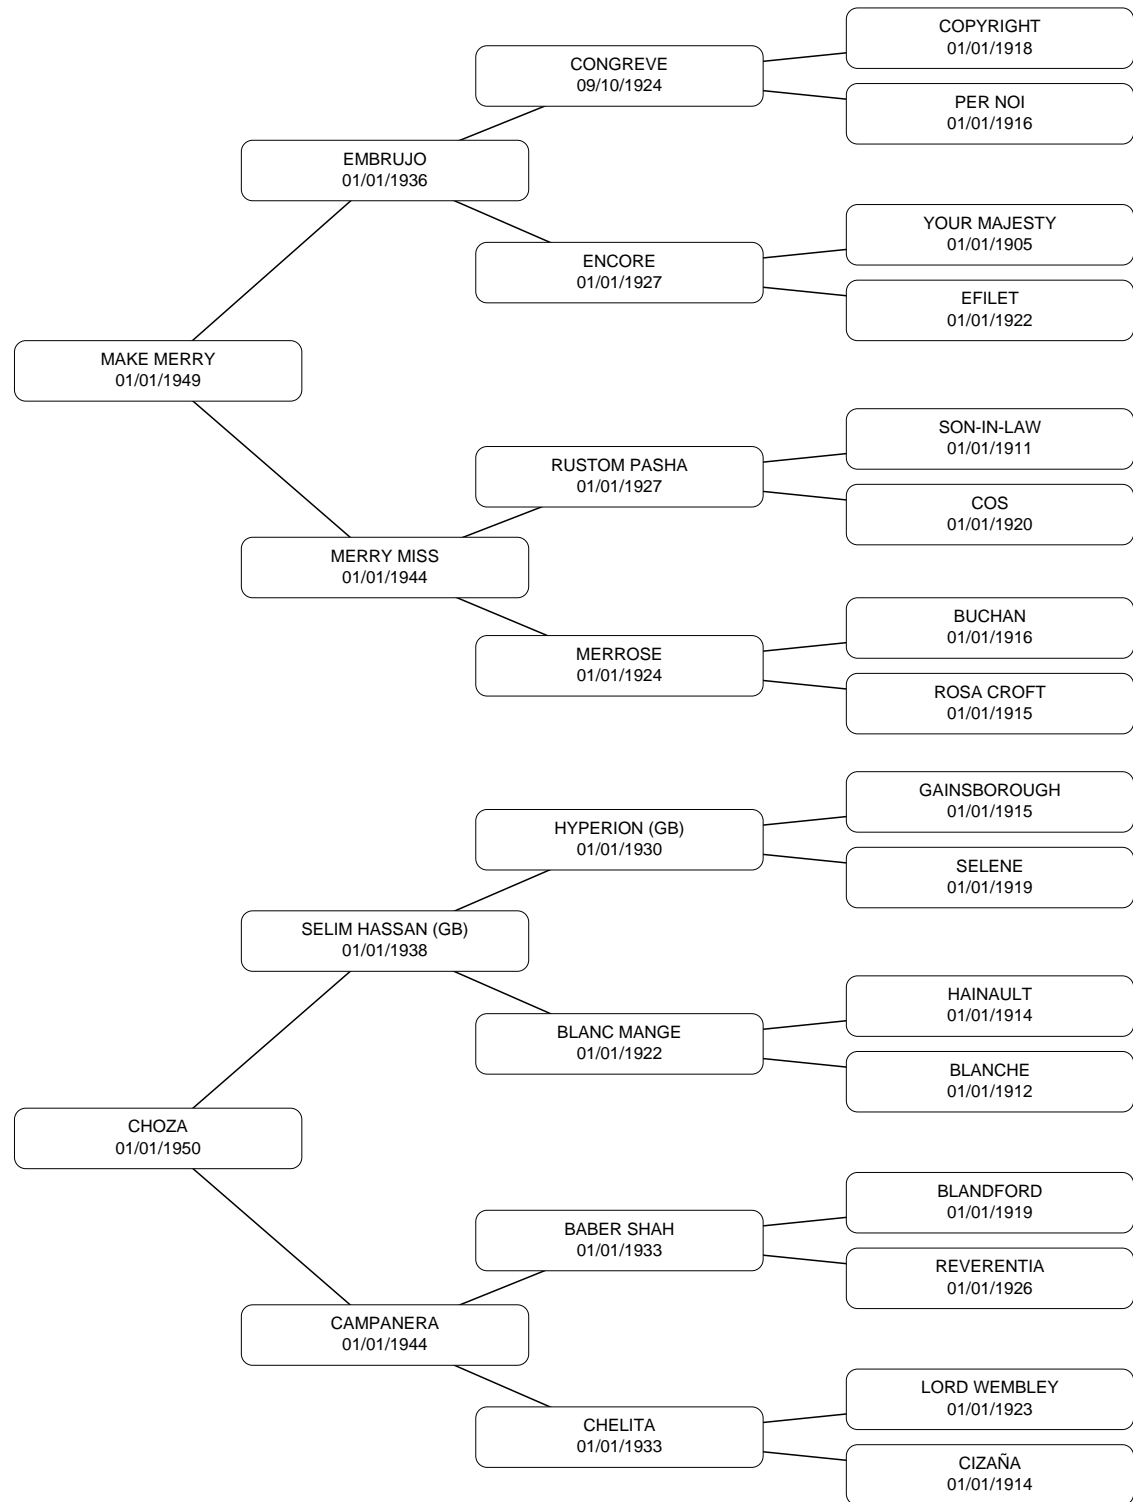 COPYRIGHT
01/01/1918
CONGREVE
09/10/1924
PER NOI
01/01/1916
EMBRUJO
01/01/1936
YOUR MAJESTY
01/01/1905
ENCORE
01/01/1927
EFILET
01/01/1922
MAKE MERRY
01/01/1949
SON-IN-LAW
01/01/1911
RUSTOM PASHA
01/01/1927
COS
01/01/1920
MERRY MISS
01/01/1944
BUCHAN
01/01/1916
MERROSE
01/01/1924
ROSA CROFT
01/01/1915
GAINSBOROUGH
01/01/1915
HYPERION (GB)
01/01/1930
SELENE
01/01/1919
SELIM HASSAN (GB)
01/01/1938
HAINAULT
01/01/1914
BLANC MANGE
01/01/1922
BLANCHE
01/01/1912
CHOZA
01/01/1950
BLANDFORD
01/01/1919
BABER SHAH
01/01/1933
REVERENTIA
01/01/1926
CAMPANERA
01/01/1944
LORD WEMBLEY
01/01/1923
CHELITA
01/01/1933
CIZAÑA
01/01/1914